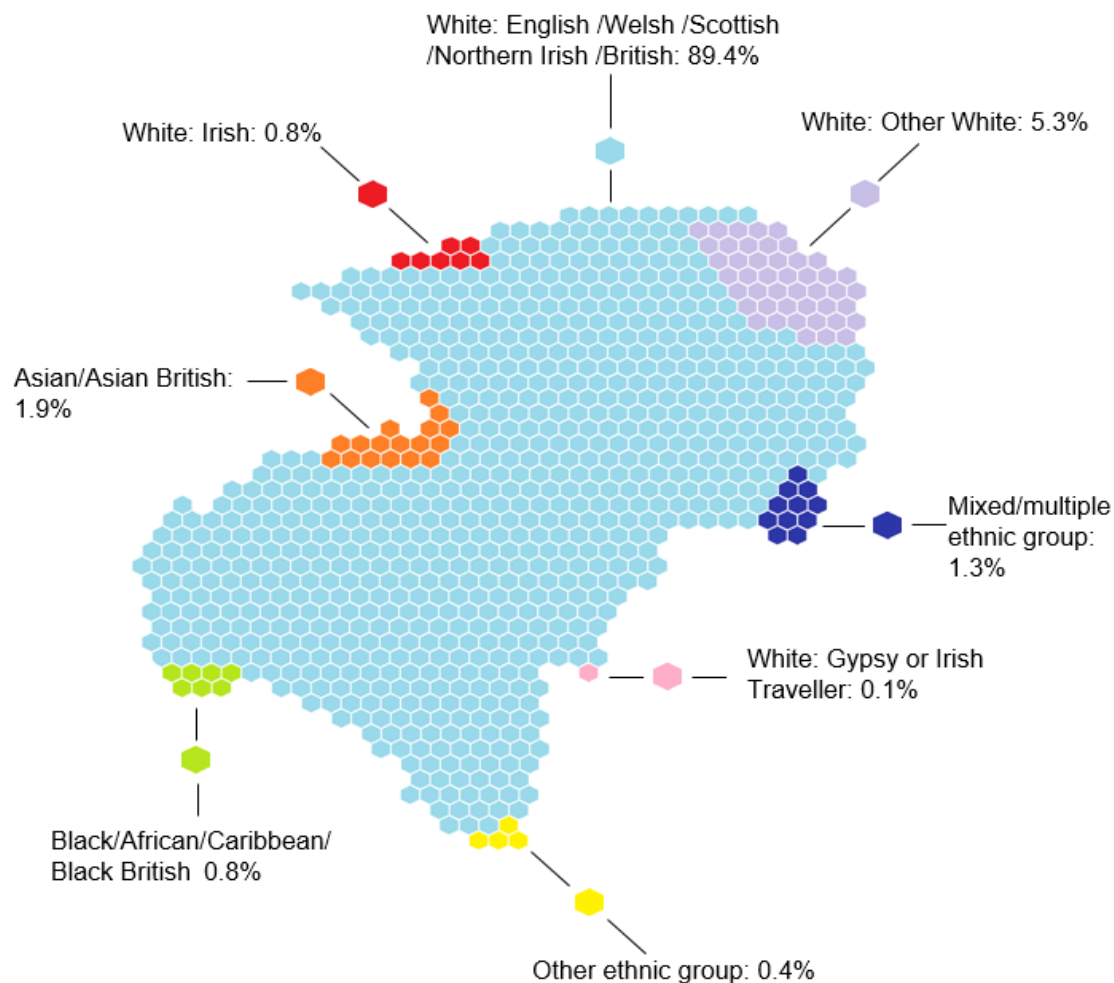 White: English /Welsh /Scottish
/Northern Irish /British: 89.4%
White: Irish: 0.8%
White: Other White: 5.3%
Asian/Asian British:
1.9%
Mixed/multiple
ethnic group:
1.3%
White: Gypsy or Irish
Traveller: 0.1%
Black/African/Caribbean/
Black British  0.8%
Other ethnic group: 0.4%